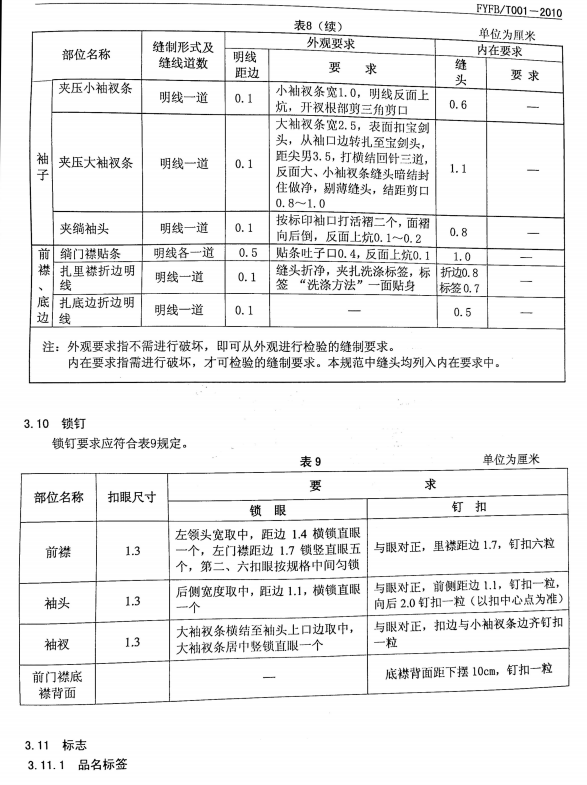 FYFB/T001－2010
表8（续）
单位为厘米
部位名称
缝制形式及
缝线道数
外观要求
内在要求
明线
距边
要 求
缝
头
要 求
袖
子
夹压小袖衩条
明线一道
0.1
小袖衩条宽1.0，明线反面上
炕，开衩根部剪三角剪口
0.6
—
夹压大袖衩条
明线一道
0.1
大袖衩条宽2.5，表面扣宝剑
头，从袖口边转扎至宝剑头，
距尖男3.5，打横结回针三道，
反面大、小袖衩条缝头暗结封
住做净，剔薄缝头，结距剪口
0.8～1.0
1.1
—
夹绱袖头
明线一道
0.1
按标印袖口打活褶二个，面褶
向后倒，反面上炕0.1～0.2
0.8
—
前
襟
、
底
边
绱门襟贴条
明线各一道
0.5
贴条吐子口0.4，反面上炕0.1
1.0
—
扎里襟折边明
线
明线一道
0.1
缝头折净，夹扎洗涤标签，标
签 “洗涤方法”一面贴身
折边0.8
标签0.7
—
扎底边折边明
线
明线一道
0.1
—
0.5
—
注：外观要求指不需进行破坏，即可从外观进行检验的缝制要求。
内在要求指需进行破坏，才可检验的缝制要求。本规范中缝头均列入内在要求中。
3.10 锁钉
锁钉要求应符合表9规定。
表 9
单位为厘米
部位名称
扣眼尺寸
要 求
锁 眼
钉 扣
前襟
1.3
左领头宽取中，距边 1.4 横锁直眼
一个，左门襟距边 1.7 锁竖直眼五
个，第二、六扣眼按规格中间匀锁
与眼对正，里襟距边 1.7，钉扣六粒
袖头
1.3
后侧宽度取中，距边 1.1，横锁直眼
一个
与眼对正，前侧距边 1.1，钉扣一粒，
向后 2.0 钉扣一粒（以扣中心点为准）
袖衩
1.3
大袖衩条横结至袖头上口边取中，
大袖衩条居中竖锁直眼一个
与眼对正，扣边与小袖衩条边齐钉扣
一粒
前门襟底
襟背面
—
底襟背面距下摆 10cm，钉扣一粒
3.11 标志
3.11.1 品名标签